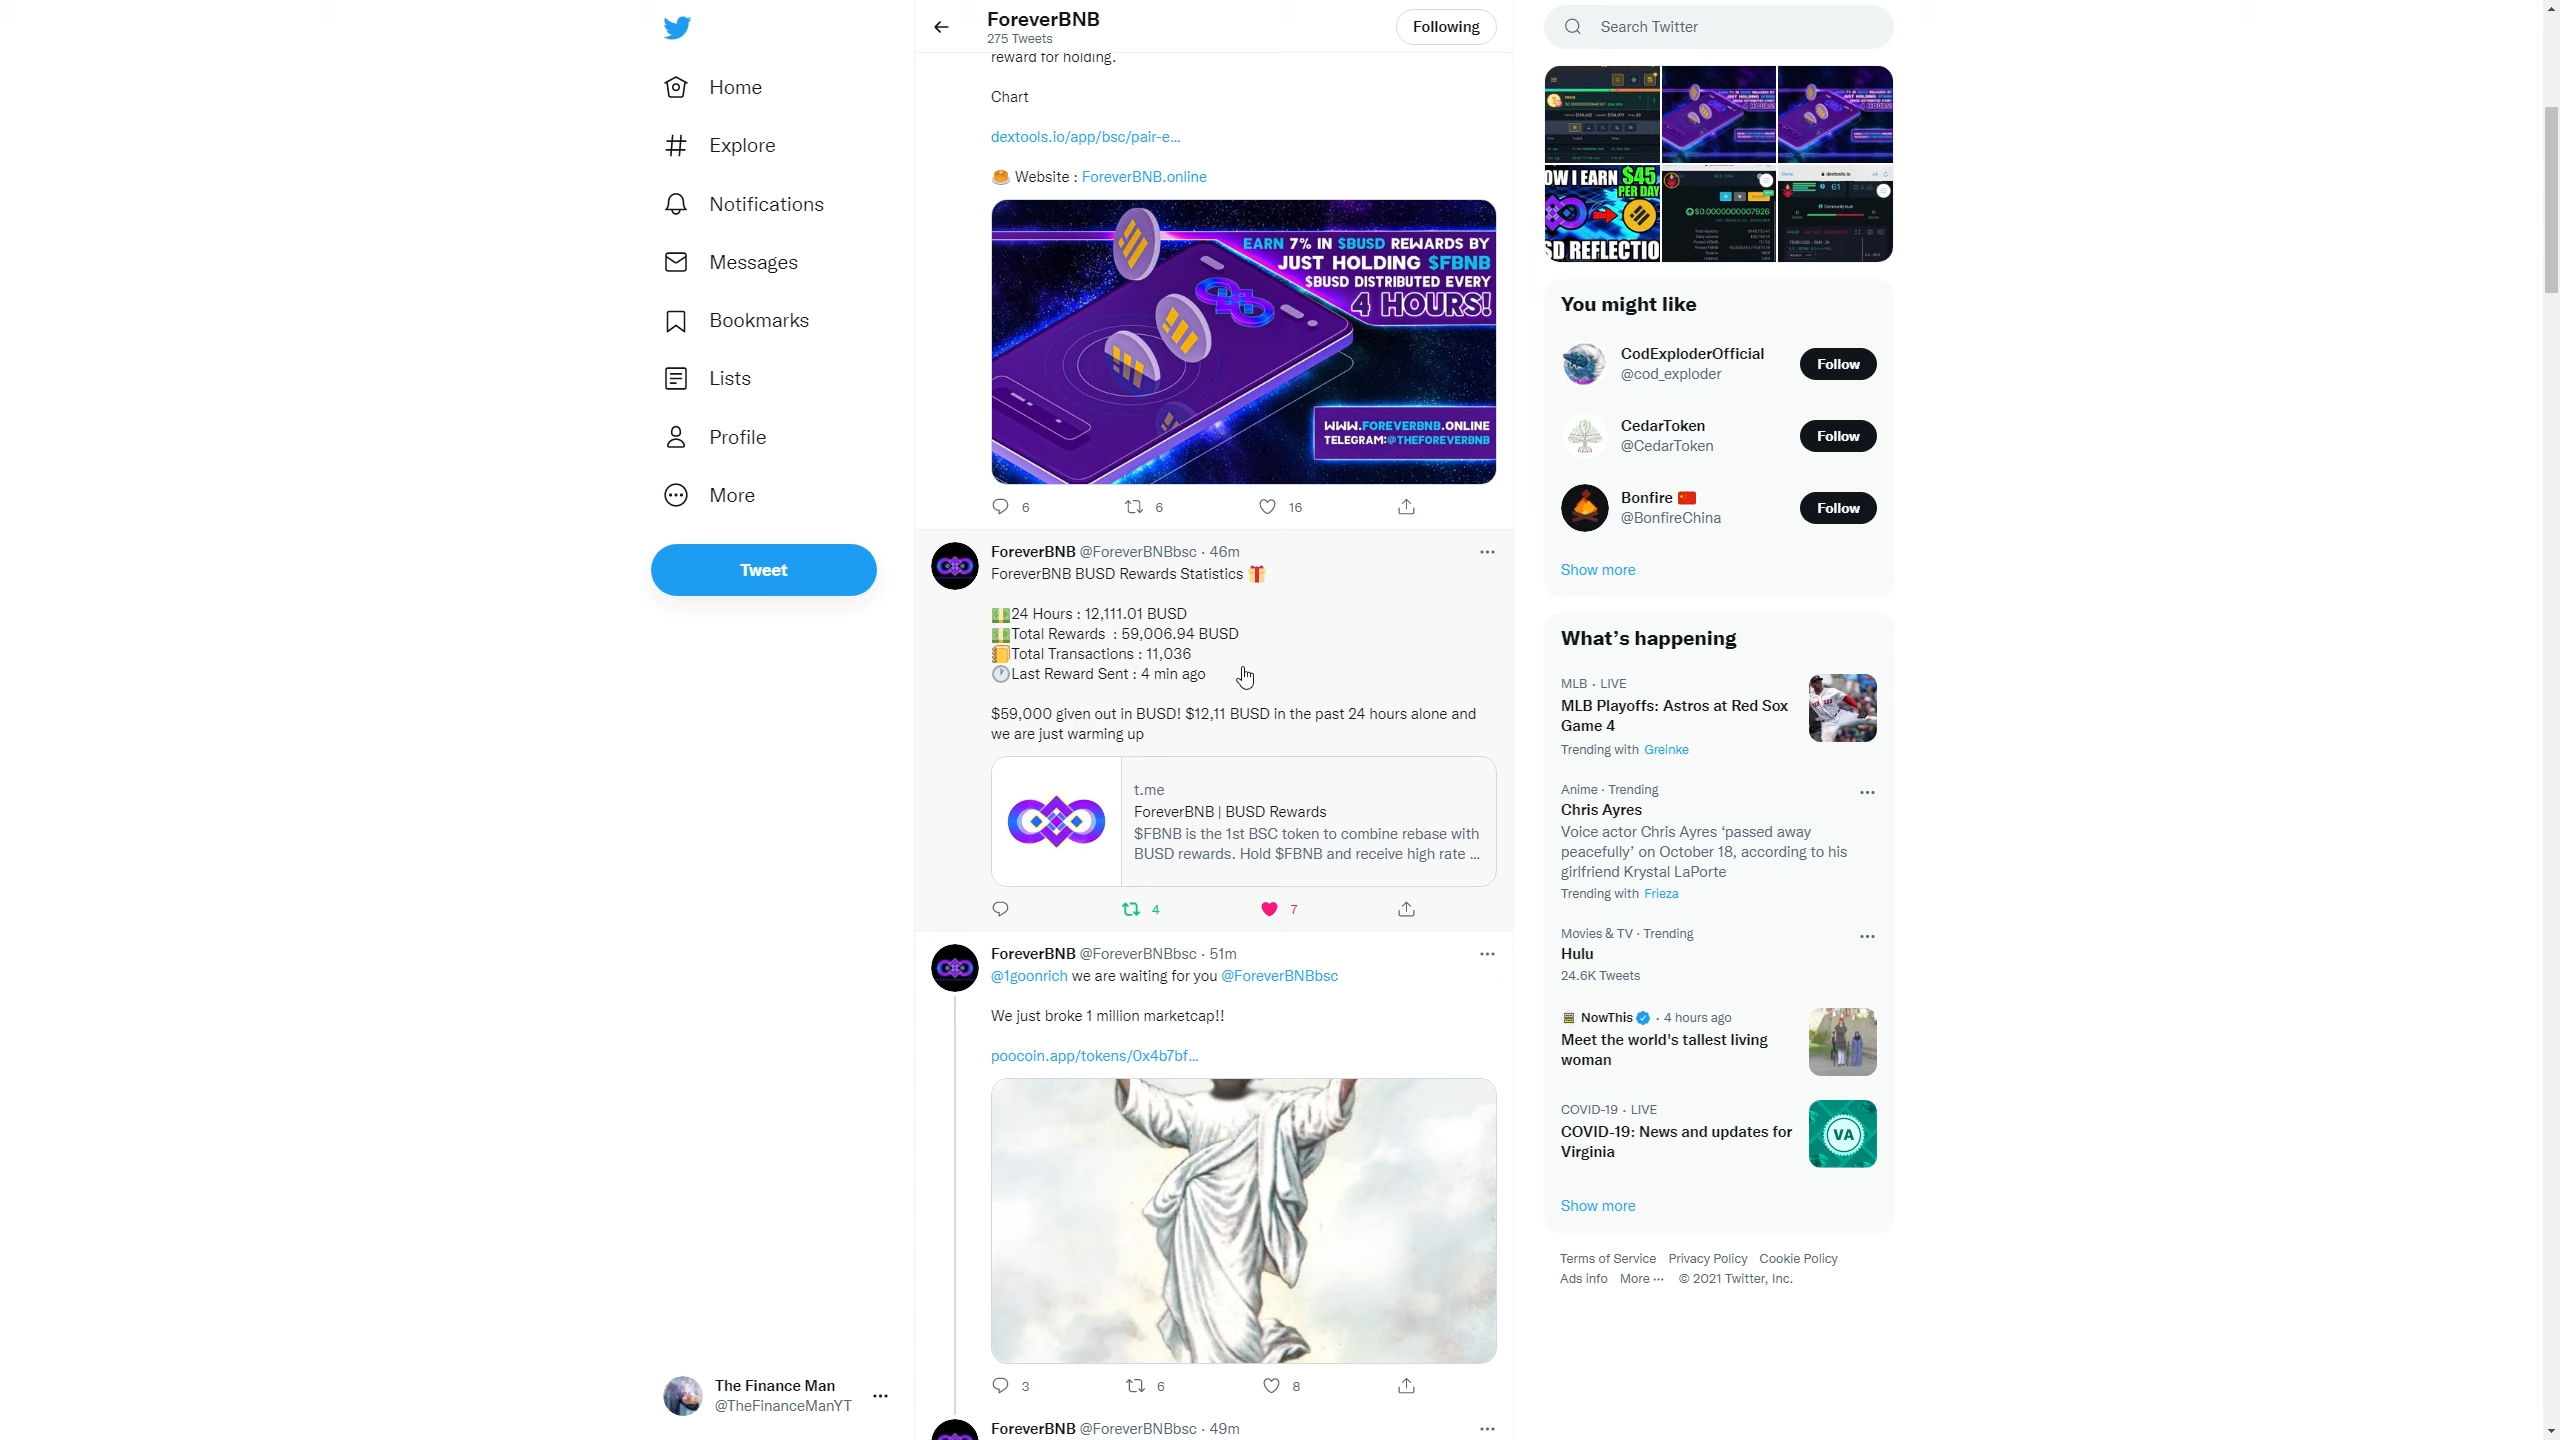 Home
Explore
Notifications
Messages
Bookmarks
Lists
Profile
More
Tweet
The Finance Man
@TheFinanceManYT
ForeverBNB
275 Tweets
Following
reward for holding.
Chart
dextools.io/app/bsc/pair-e...
Website : ForeverBNB.online
EARN 7% IN $BUSD REWARDS BY
JUST HOLDING $FBNB
$BUSD DISTRIBUTED EVERY
4 HOURS!
WWW.FOREVERBNB.ONLINE
TELEGRAM:@THEFOREVERBNB
6 6 16
ForeverBNB @ForeverBNBbsc · 46m
ForeverBNB BUSD Rewards Statistics
24 Hours : 12,111.01 BUSD
Total Rewards : 59,006.94 BUSD
Total Transactions : 11,036
Last Reward Sent : 4 min ago
$59,000 given out in BUSD! $12,11 BUSD in the past 24 hours alone and
we are just warming up
t.me
ForeverBNB | BUSD Rewards
$FBNB is the 1st BSC token to combine rebase with
BUSD rewards. Hold $FBNB and receive high rate ...
4 7
ForeverBNB @ForeverBNBbsc · 51m
@1goonrich we are waiting for you @ForeverBNBbsc
We just broke 1 million marketcap!!
poocoin.app/tokens/0x4b7bf...
3 6 8
ForeverBNB @ForeverBNBbsc · 49m
Search Twitter
OW I EARN $45
PER DAY
SD REFLECTIO
$0.0000000007926
You might like
CodExploderOfficial
@cod_exploder
Follow
CedarToken
@CedarToken
Follow
Bonfire
@BonfireChina
Follow
Show more
What's happening
MLB · LIVE
MLB Playoffs: Astros at Red Sox
Game 4
Trending with Greinke
Anime · Trending
Chris Ayres
Voice actor Chris Ayres ‘passed away
peacefully’ on October 18, according to his
girlfriend Krystal LaPorte
Trending with Frieza
Movies & TV · Trending
Hulu
24.6K Tweets
NowThis · 4 hours ago
Meet the world's tallest living
woman
COVID-19 · LIVE
COVID-19: News and updates for
Virginia
VA
Show more
Terms of Service Privacy Policy Cookie Policy
Ads info More ··· © 2021 Twitter, Inc.